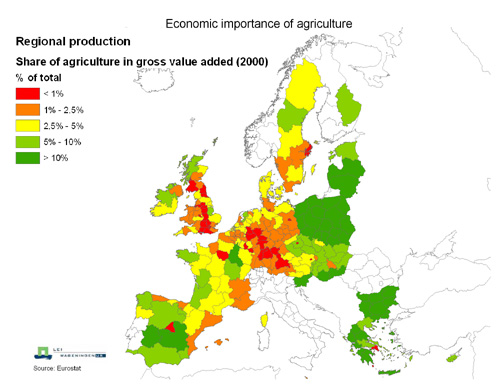 Economic importance of agriculture
Regional production
Share of agriculture in gross value added (2000)
% of total
< 1%
1% - 2.5%
2,5% - 5%
5% - 10%
> 10%
LEI
WAGENINGEN UR
Source: Eurostat